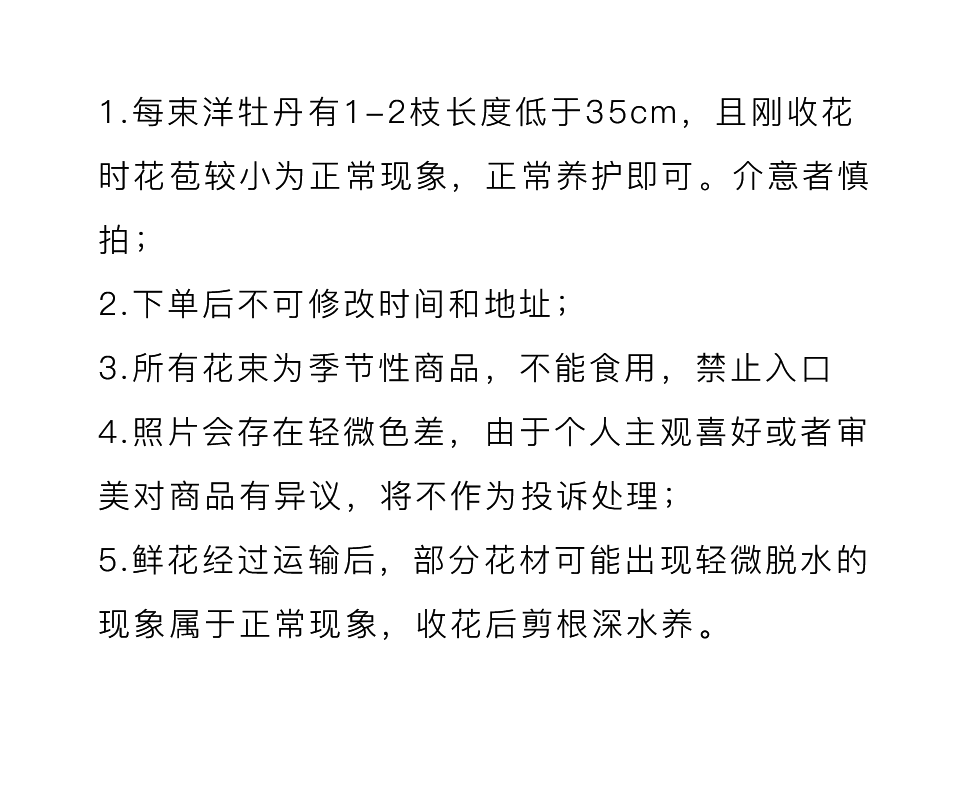 1.每束洋牡丹有1-2枝长度低于35cm，且刚收花
时花苞较小为正常现象，正常养护即可。介意者慎
拍；
2.下单后不可修改时间和地址；
3.所有花束为季节性商品，不能食用，禁止入口
4.照片会存在轻微色差，由于个人主观喜好或者审
美对商品有异议，将不作为投诉处理；
5.鲜花经过运输后，部分花材可能出现轻微脱水的
现象属于正常现象，收花后剪根深水养。